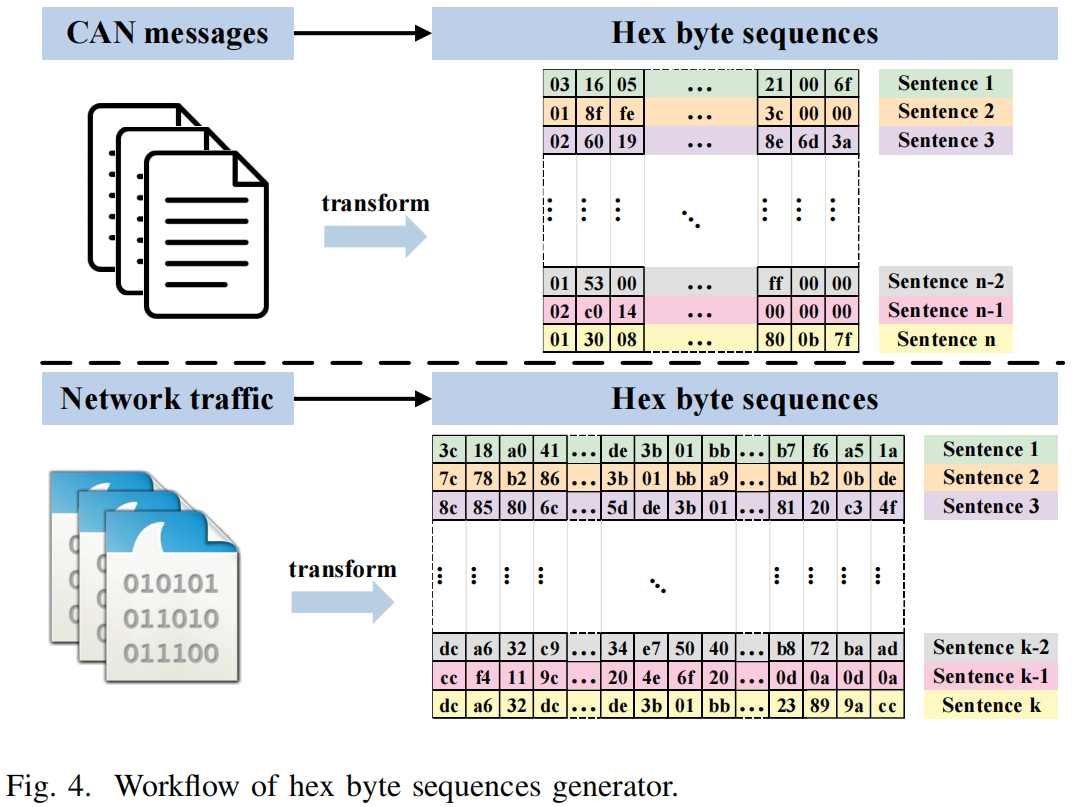 CAN messages Hex byte sequences
03 16 05 ... 21 00 6f Sentence 1
01 8f fe ... 3c 00 00 Sentence 2
02 60 19 ... 8e 6d 3a Sentence 3
transform
01 53 00 ... ff 00 00 Sentence n-2
02 c0 14 ... 00 00 00 Sentence n-1
01 30 08 ... 80 0b 7f Sentence n
Network traffic Hex byte sequences
3c 18 a0 41 ... de 3b 01 bb ... b7 f6 a5 1a Sentence 1
7c 78 b2 86 ... 3b 01 bb a9 ... bd b2 0b de Sentence 2
8c 85 80 6c ... 5d de 3b 01 ... 81 20 c3 4f Sentence 3
transform
010101
011010
011100
dc a6 32 c9 ... 34 e7 50 40 ... b8 72 ba ad Sentence k-2
cc f4 11 9c ... 20 4e 6f 20 ... 0d 0a 0d 0a Sentence k-1
dc a6 32 dc ... de 3b 01 bb ... 23 89 9a cc Sentence k
Fig. 4. Workflow of hex byte sequences generator.